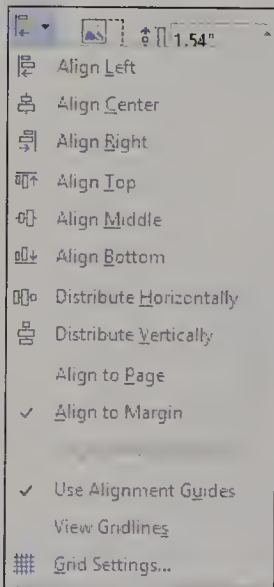 1.54"
Align Left
Align Center
Align Right
Align Top
Align Middle
Align Bottom
Distribute Horizontally
Distribute Vertically
Align to Page
Align to Margin
Use Alignment Guides
View Gridlines
Grid Settings...